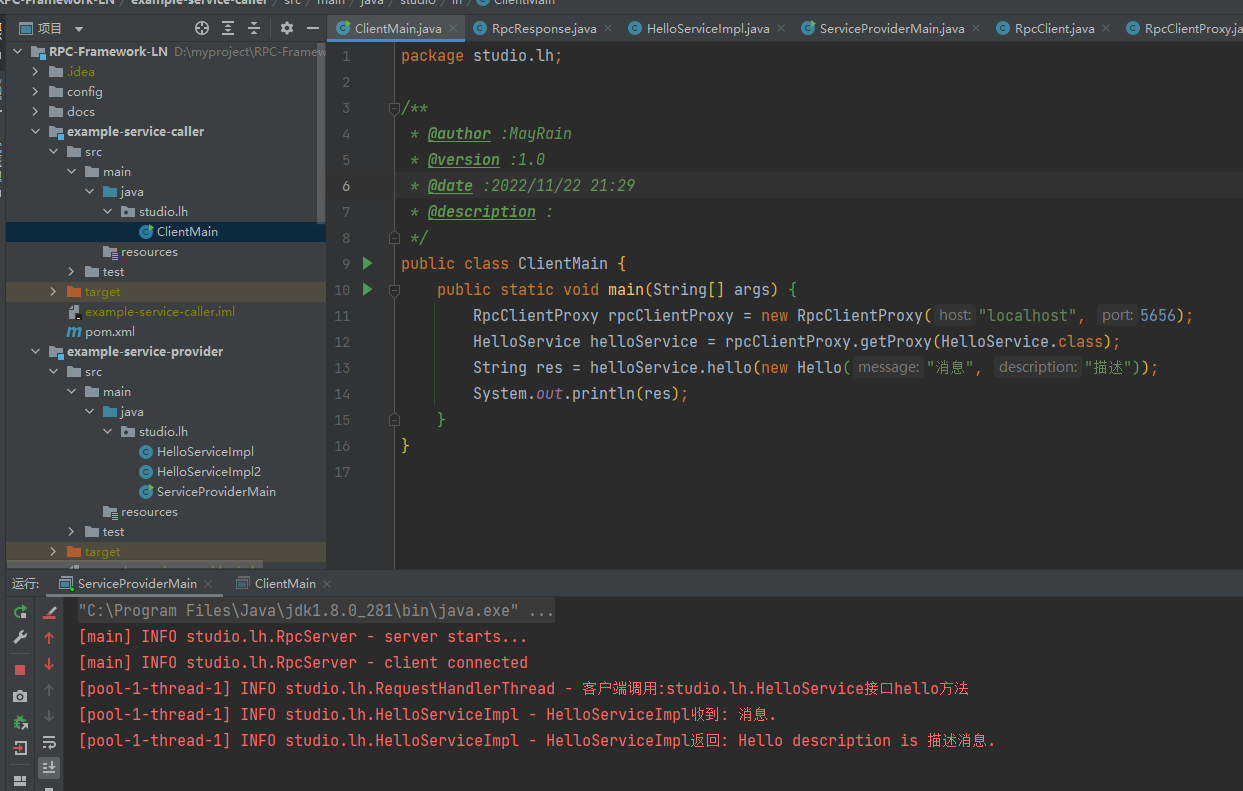 RPC-Framework-LN / example-service-caller / src / main / java / studio / lh / ClientMain
项目
ClientMain.java RpcResponse.java HelloServiceImpl.java ServiceProviderMain.java RpcClient.java RpcClientProxy.ja
RPC-Framework-LN D:\myproject\RPC-Framew
.idea
config
docs
example-service-caller
src
main
java
studio.lh
ClientMain
resources
test
target
example-service-caller.iml
pom.xml
example-service-provider
src
main
java
studio.lh
HelloServiceImpl
HelloServiceImpl2
ServiceProviderMain
resources
test
target
1 package studio.lh;
2
3 /**
4 * @author :MayRain
5 * @version :1.0
6 * @date :2022/11/22 21:29
7 * @description :
8 */
9 public class ClientMain {
10 public static void main(String[] args) {
11 RpcClientProxy rpcClientProxy = new RpcClientProxy( host: "localhost", port: 5656);
12 HelloService helloService = rpcClientProxy.getProxy(HelloService.class);
13 String res = helloService.hello(new Hello( message: "消息", description: "描述"));
14 System.out.println(res);
15 }
16 }
17
运行: ServiceProviderMain ClientMain
"C:\Program Files\Java\jdk1.8.0_281\bin\java.exe" ...
[main] INFO studio.lh.RpcServer - server starts...
[main] INFO studio.lh.RpcServer - client connected
[pool-1-thread-1] INFO studio.lh.RequestHandlerThread - 客户端调用:studio.lh.HelloService接口hello方法
[pool-1-thread-1] INFO studio.lh.HelloServiceImpl - HelloServiceImpl收到: 消息.
[pool-1-thread-1] INFO studio.lh.HelloServiceImpl - HelloServiceImpl返回: Hello description is 描述消息.